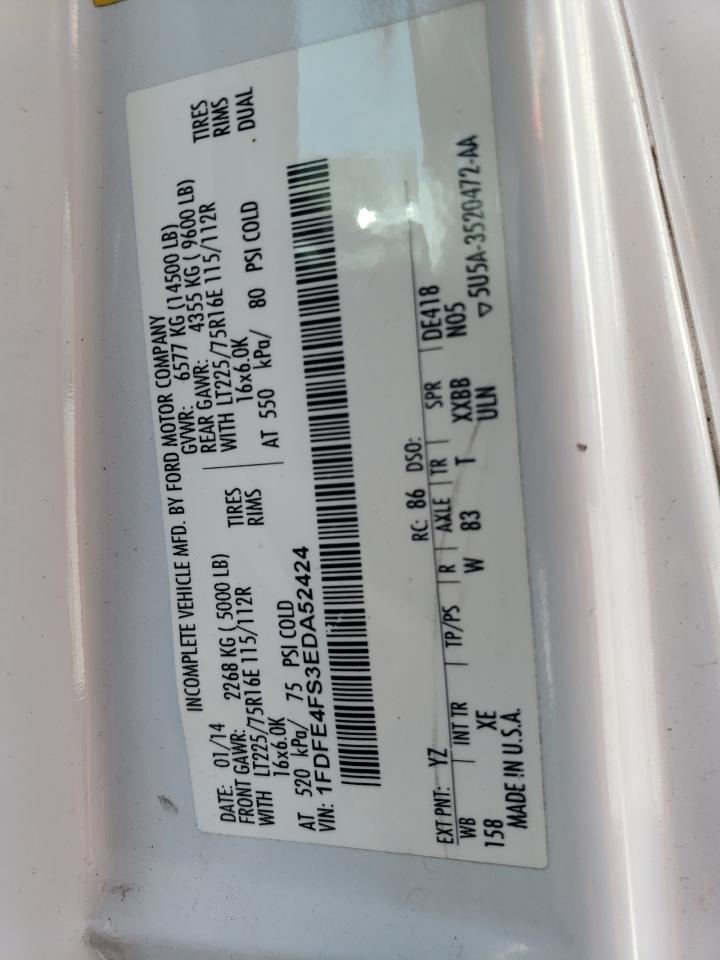 INCOMPLETE VEHICLE MFD. BY FORD MOTOR COMPANY
DATE: 01/14 GVWR: 6577 KG (14500 LB)
FRONT GAWR: 2268 KG ( 5000 LB) REAR GAWR: 4355 KG ( 9600 LB)
WITH LT225/75R16E 115/112R TIRES WITH LT225/75R16E 115/112R TIRES
16x6.0K RIMS 16x6.0K RIMS
AT 520 kPa/ 75 PSI COLD AT 550 kPa/ 80 PSI COLD DUAL
VIN: 1FDFE4FS3EDA52424
EXT PNT: YZ RC: 86 DSO:
WB INT TR TP/PS R AXLE TR SPR DE418
158 XE W 83 T XXBB N05
MADE IN U.S.A. ULN
▽5U5A-3520472-AA